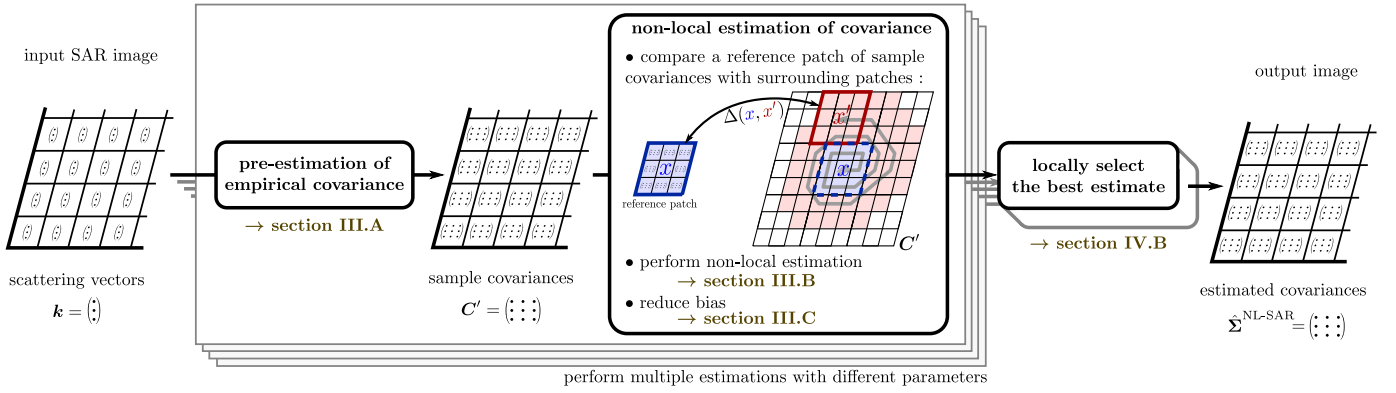 input SAR image
scattering vectors
k = (⋮)
pre-estimation of
empirical covariance
→ section III.A
sample covariances
C′ = (⋮ ⋮ ⋮)
non-local estimation of covariance
• compare a reference patch of sample
covariances with surrounding patches :
Δ(x, x′)
x′
x
x
reference patch
C′
• perform non-local estimation
→ section III.B
• reduce bias
→ section III.C
perform multiple estimations with different parameters
locally select
the best estimate
→ section IV.B
output image
estimated covariances
Σ̂^NL-SAR = (⋮ ⋮ ⋮)